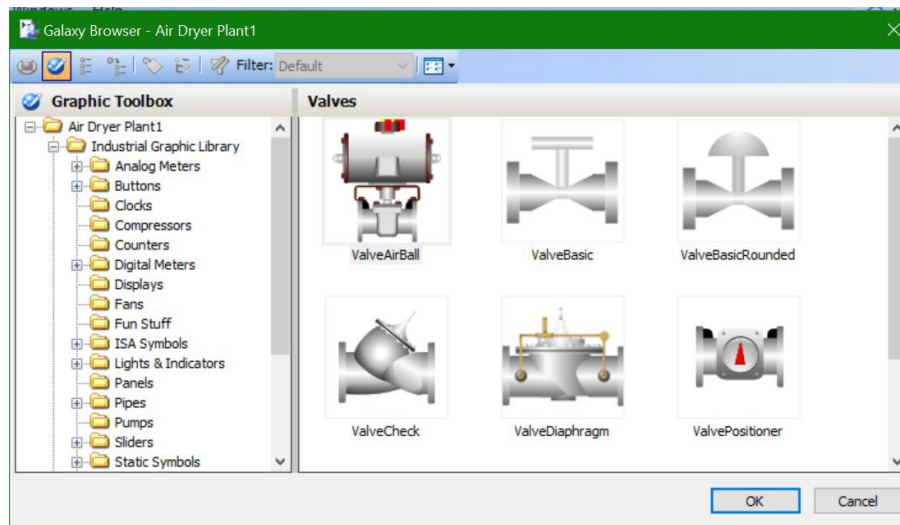 Windows Help
Galaxy Browser - Air Dryer Plant1
Filter: Default
Graphic Toolbox
Valves
Air Dryer Plant1
Industrial Graphic Library
Analog Meters
Buttons
Clocks
Compressors
Counters
Digital Meters
Displays
Fans
Fun Stuff
ISA Symbols
Lights & Indicators
Panels
Pipes
Pumps
Sliders
Static Symbols
ValveAirBall
ValveBasic
ValveBasicRounded
ValveCheck
ValveDiaphragm
ValvePositioner
OK
Cancel